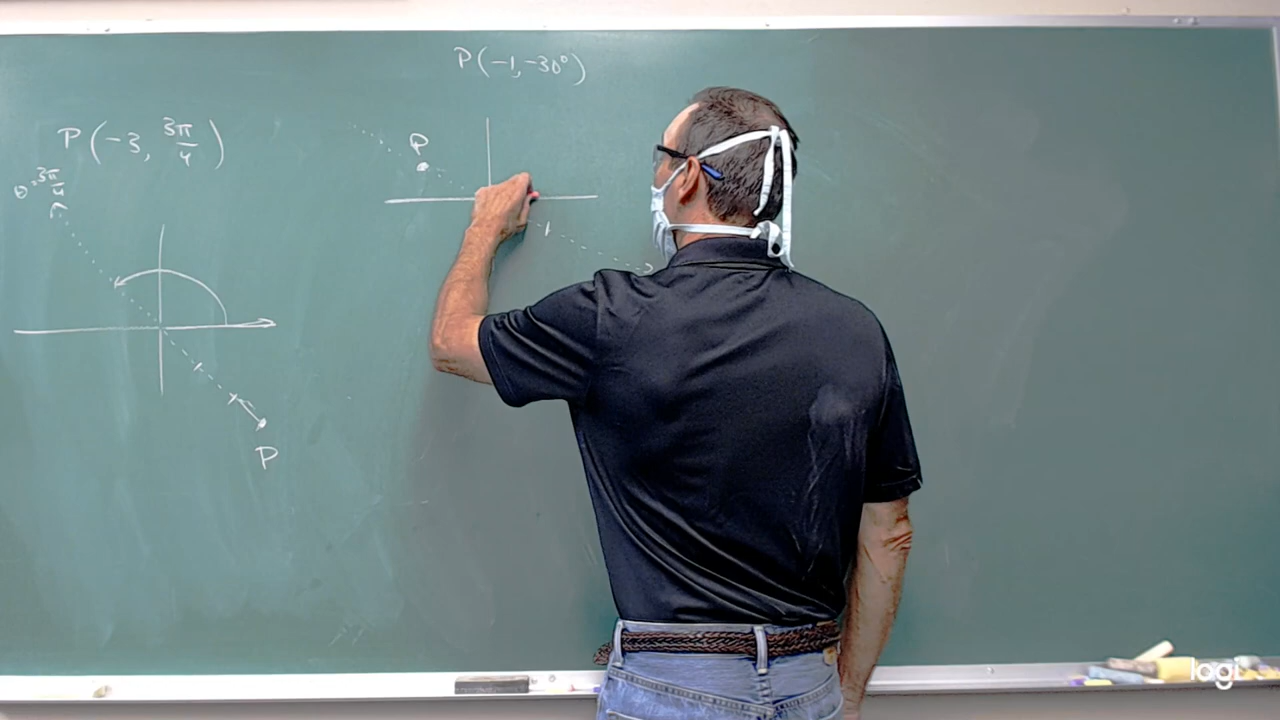 P(-1, -30°)
P(-3, 3π/4)
θ = 3π/4
P
P
logi